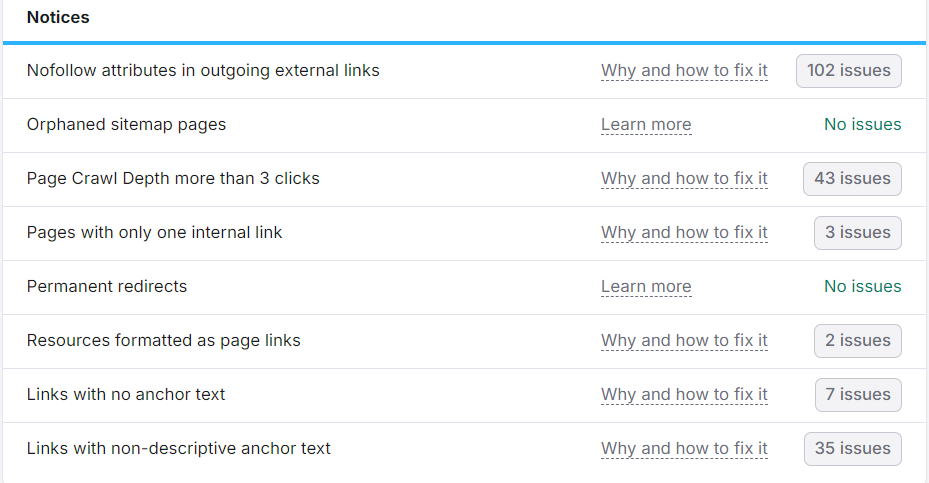 Notices
Nofollow attributes in outgoing external links Why and how to fix it 102 issues
Orphaned sitemap pages Learn more No issues
Page Crawl Depth more than 3 clicks Why and how to fix it 43 issues
Pages with only one internal link Why and how to fix it 3 issues
Permanent redirects Learn more No issues
Resources formatted as page links Why and how to fix it 2 issues
Links with no anchor text Why and how to fix it 7 issues
Links with non-descriptive anchor text Why and how to fix it 35 issues